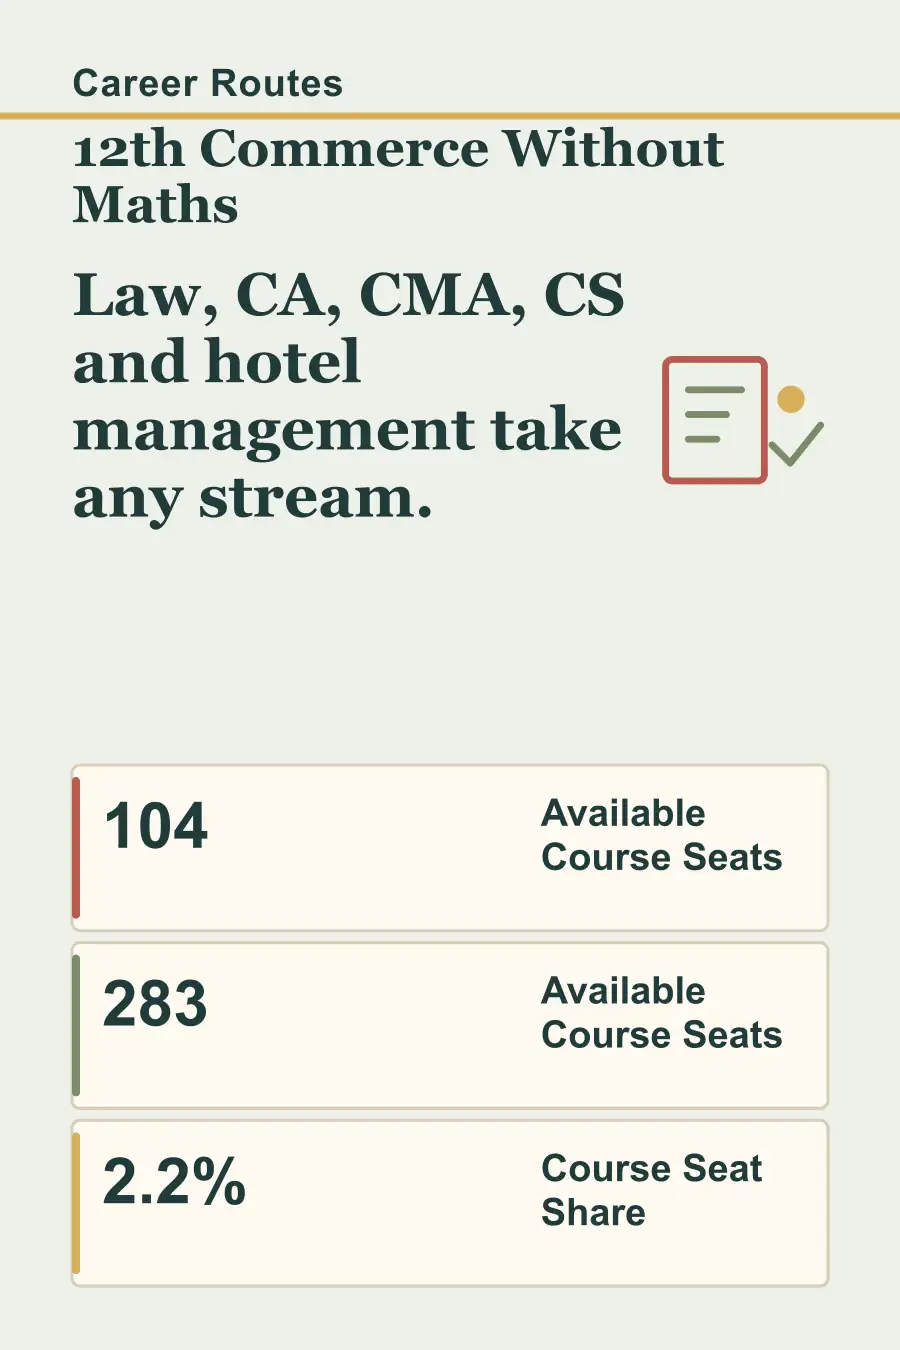 Career Routes
12th Commerce Without
Maths
Law, CA, CMA, CS
and hotel
management take
any stream.
104
Available
Course Seats
283
Available
Course Seats
2.2%
Course Seat
Share